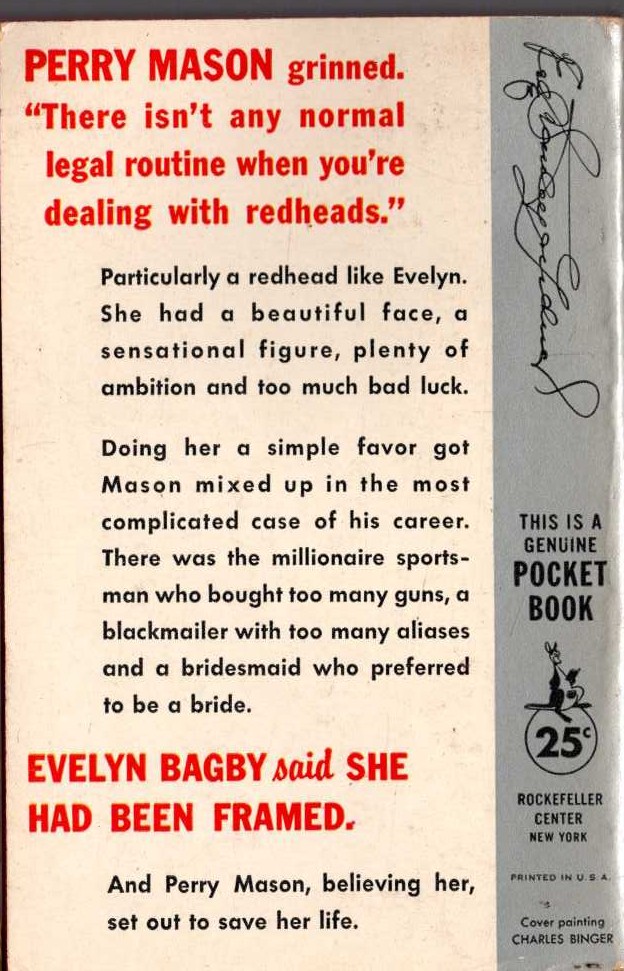 PERRY MASON grinned.
“There isn't any normal
legal routine when you're
dealing with redheads.”
Particularly a redhead like Evelyn.
She had a beautiful face, a
sensational figure, plenty of
ambition and too much bad luck.
Doing her a simple favor got
Mason mixed up in the most
complicated case of his career.
There was the millionaire sports-
man who bought too many guns, a
blackmailer with too many aliases
and a bridesmaid who preferred
to be a bride.
EVELYN BAGBY said SHE
HAD BEEN FRAMED.
And Perry Mason, believing her,
set out to save her life.
Erle Stanley Gardner
THIS IS A
GENUINE
POCKET
BOOK
25c
ROCKEFELLER
CENTER
NEW YORK
PRINTED IN U.S.A.
Cover painting
CHARLES BINGER